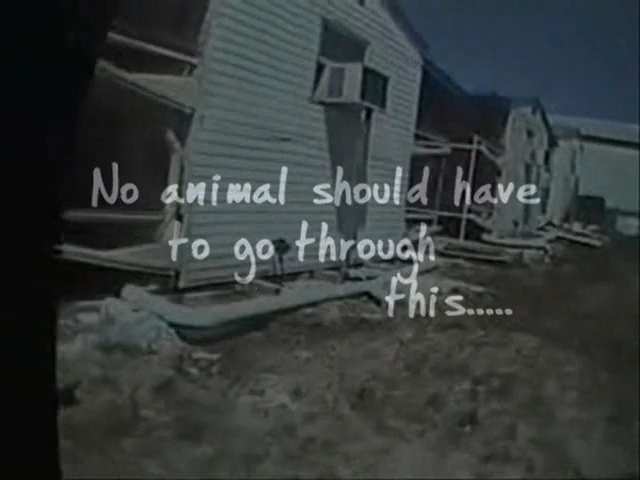 No animal should have
to go through
this.....